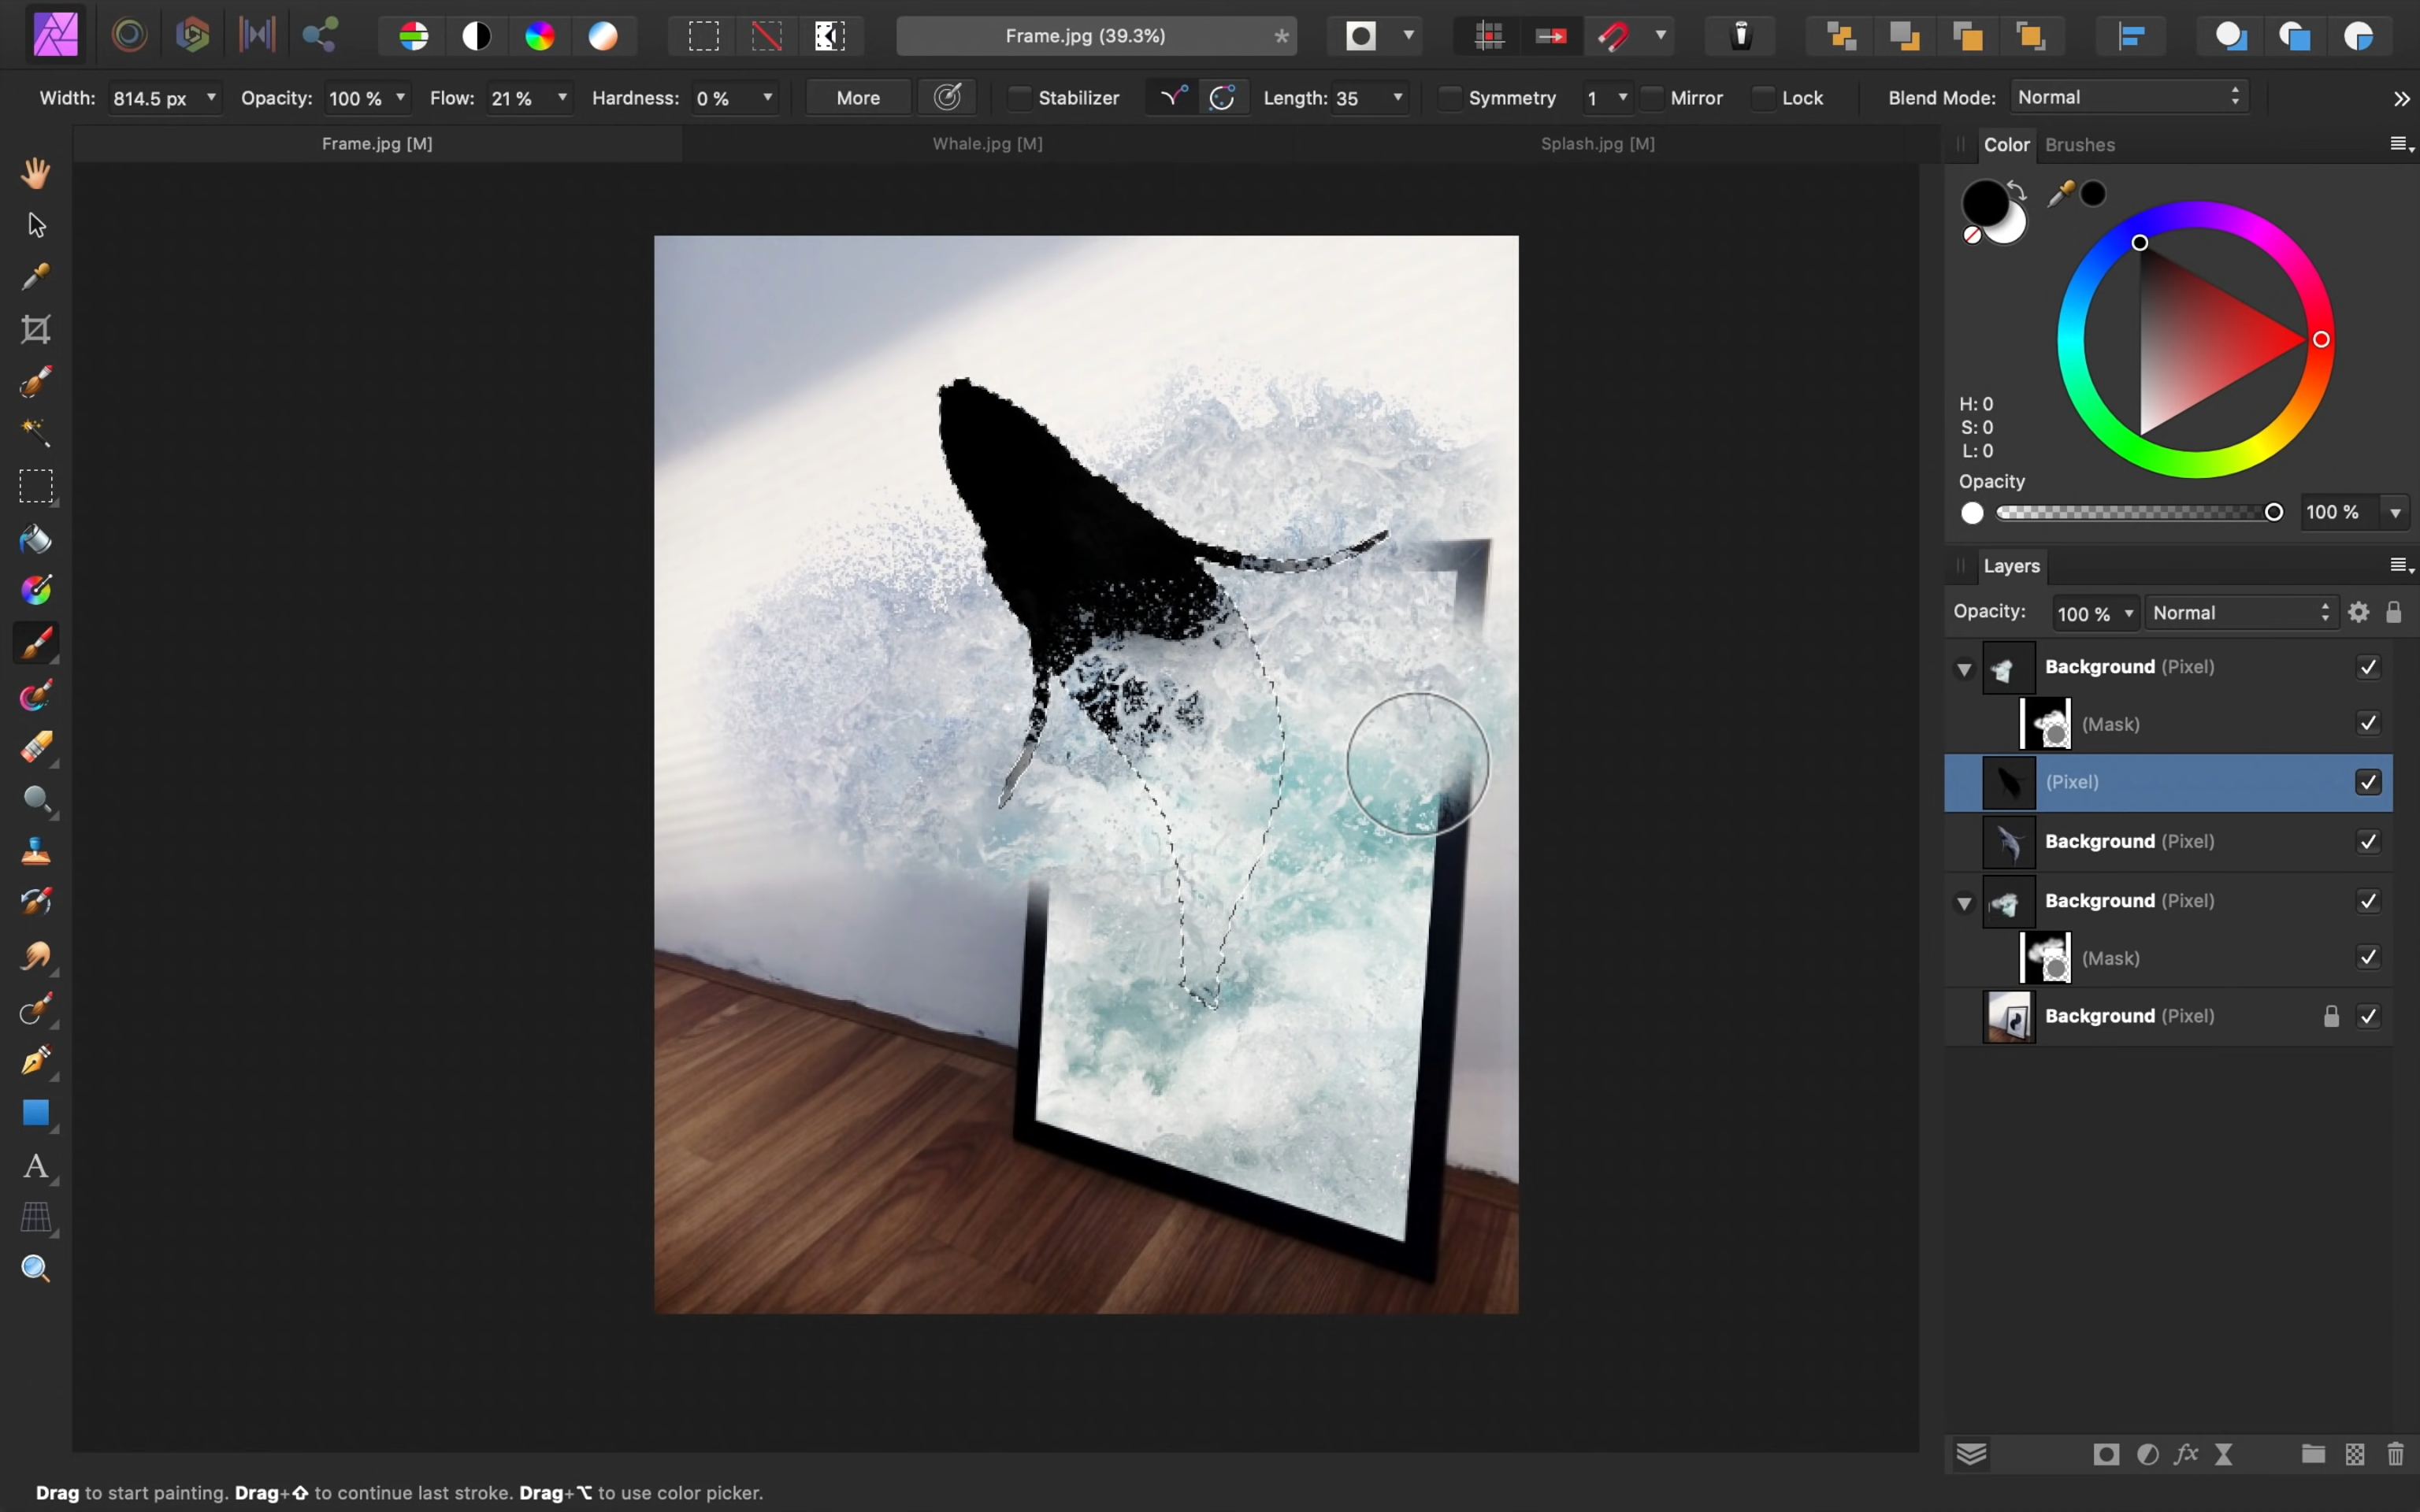 Frame.jpg (39.3%) *
Width: 814.5 px Opacity: 100 % Flow: 21 % Hardness: 0 % More Stabilizer Length: 35 Symmetry 1 Mirror Lock Blend Mode: Normal
Frame.jpg [M] Whale.jpg [M] Splash.jpg [M]
Color Brushes
H: 0
S: 0
L: 0
Opacity
100 %
Layers
Opacity: 100 % Normal
Background (Pixel)
(Mask)
(Pixel)
Background (Pixel)
Background (Pixel)
(Mask)
Background (Pixel)
A
fx
Drag to start painting. Drag+⇧ to continue last stroke. Drag+⌥ to use color picker.